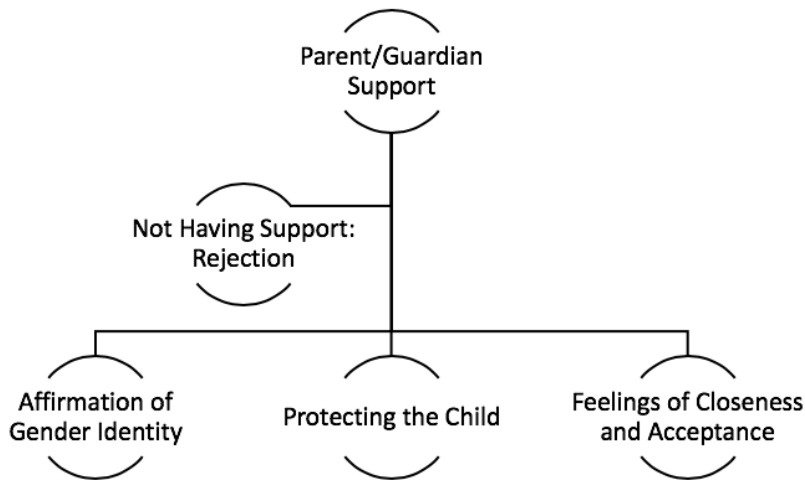 Parent/Guardian
Support
Not Having Support:
Rejection
Affirmation of
Gender Identity
Protecting the Child
Feelings of Closeness
and Acceptance